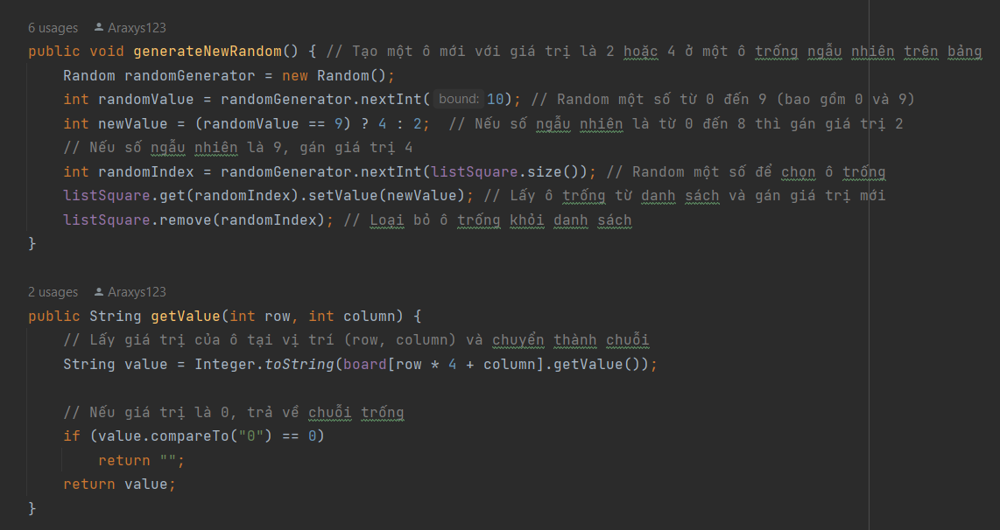 6 usages Araxys123
public void generateNewRandom() { // Tạo một ô mới với giá trị là 2 hoặc 4 ở một ô trống ngẫu nhiên trên bảng
Random randomGenerator = new Random();
int randomValue = randomGenerator.nextInt( bound: 10); // Random một số từ 0 đến 9 (bao gồm 0 và 9)
int newValue = (randomValue == 9) ? 4 : 2; // Nếu số ngẫu nhiên là từ 0 đến 8 thì gán giá trị 2
// Nếu số ngẫu nhiên là 9, gán giá trị 4
int randomIndex = randomGenerator.nextInt(listSquare.size()); // Random một số để chọn ô trống
listSquare.get(randomIndex).setValue(newValue); // Lấy ô trống từ danh sách và gán giá trị mới
listSquare.remove(randomIndex); // Loại bỏ ô trống khỏi danh sách
}
2 usages Araxys123
public String getValue(int row, int column) {
// Lấy giá trị của ô tại vị trí (row, column) và chuyển thành chuỗi
String value = Integer.toString(board[row * 4 + column].getValue());
// Nếu giá trị là 0, trả về chuỗi trống
if (value.compareTo("0") == 0)
return "";
return value;
}